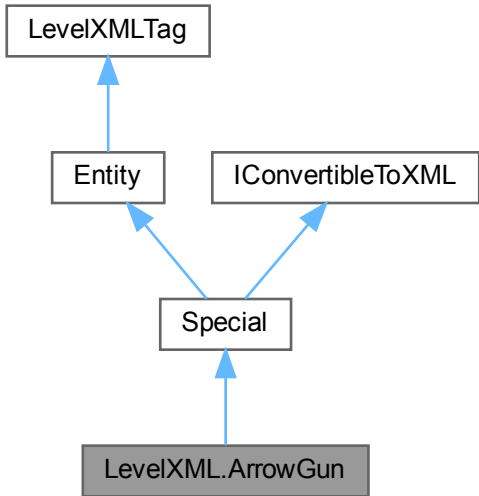 LevelXMLTag
Entity
IConvertibleToXML
Special
LevelXML.ArrowGun